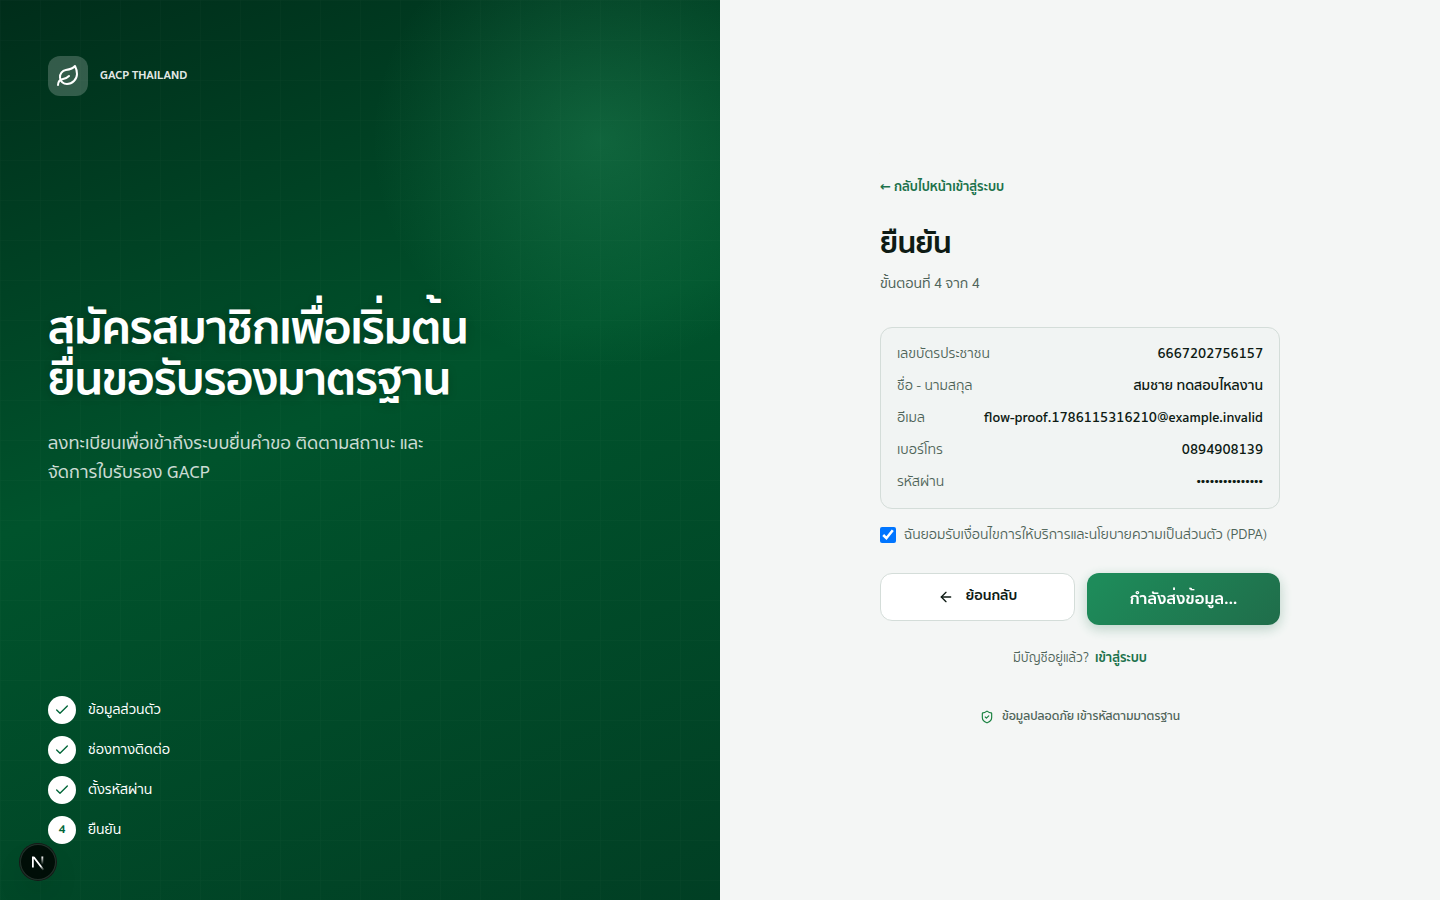 GACP THAILAND
สมัครสมาชิกเพื่อเริ่มต้น
ยื่นขอรับรองมาตรฐาน
ลงทะเบียนเพื่อเข้าถึงระบบยื่นคำขอ ติดตามสถานะ และ
จัดการใบรับรอง GACP
ข้อมูลส่วนตัว
ช่องทางติดต่อ
ตั้งรหัสผ่าน
4 ยืนยัน
N
← กลับไปหน้าเข้าสู่ระบบ
ยืนยัน
ขั้นตอนที่ 4 จาก 4
เลขบัตรประชาชน 6667202756157
ชื่อ - นามสกุล สมชาย ทดสอบไหลงาน
อีเมล flow-proof.1786115316210@example.invalid
เบอร์โทร 0894908139
รหัสผ่าน •••••••••••••••
ฉันยอมรับเงื่อนไขการให้บริการและนโยบายความเป็นส่วนตัว (PDPA)
← ย้อนกลับ กำลังส่งข้อมูล...
มีบัญชีอยู่แล้ว? เข้าสู่ระบบ
ข้อมูลปลอดภัย เข้ารหัสตามมาตรฐาน